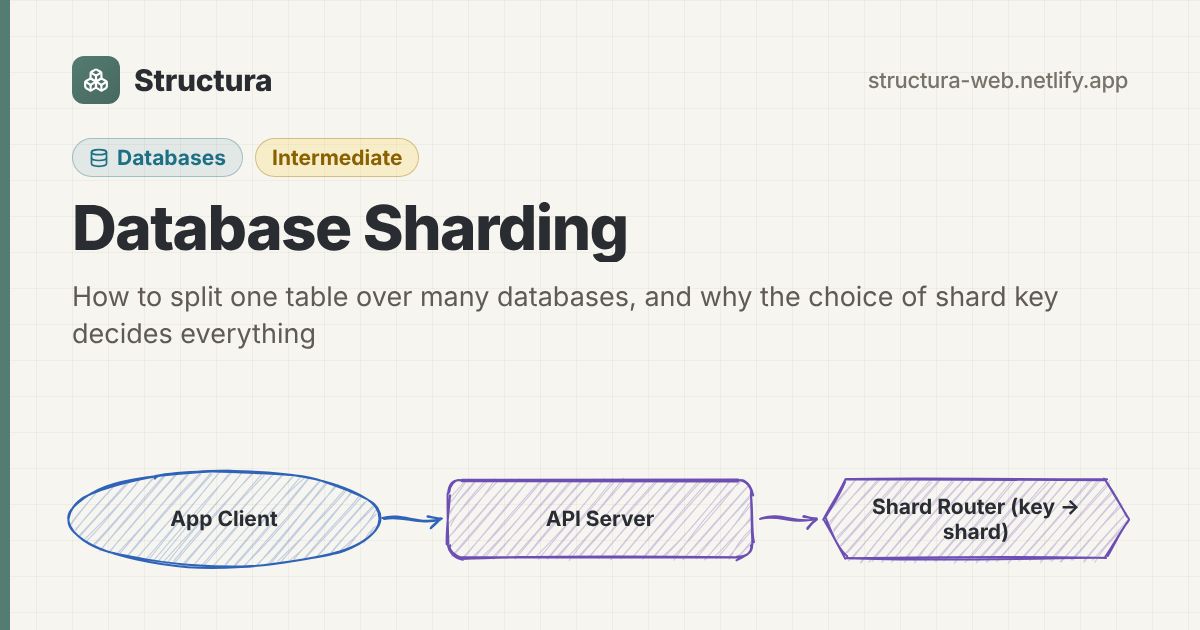 Structura
structura-web.netlify.app
Databases
Intermediate
Database Sharding
How to split one table over many databases, and why the choice of shard key
decides everything
App Client
API Server
Shard Router (key →
shard)